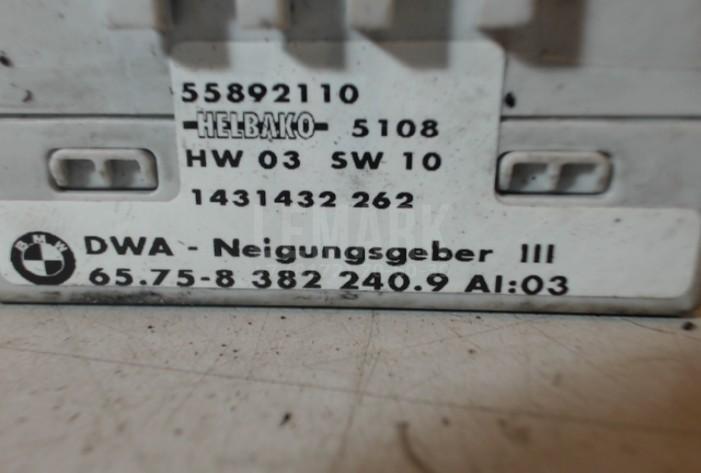 55892110
HELBAKO 5108
HW 03 SW 10
1431432 262
LEMARK
BMW DWA - Neigungsgeber III
65.75-8 382 240.9 AI:03